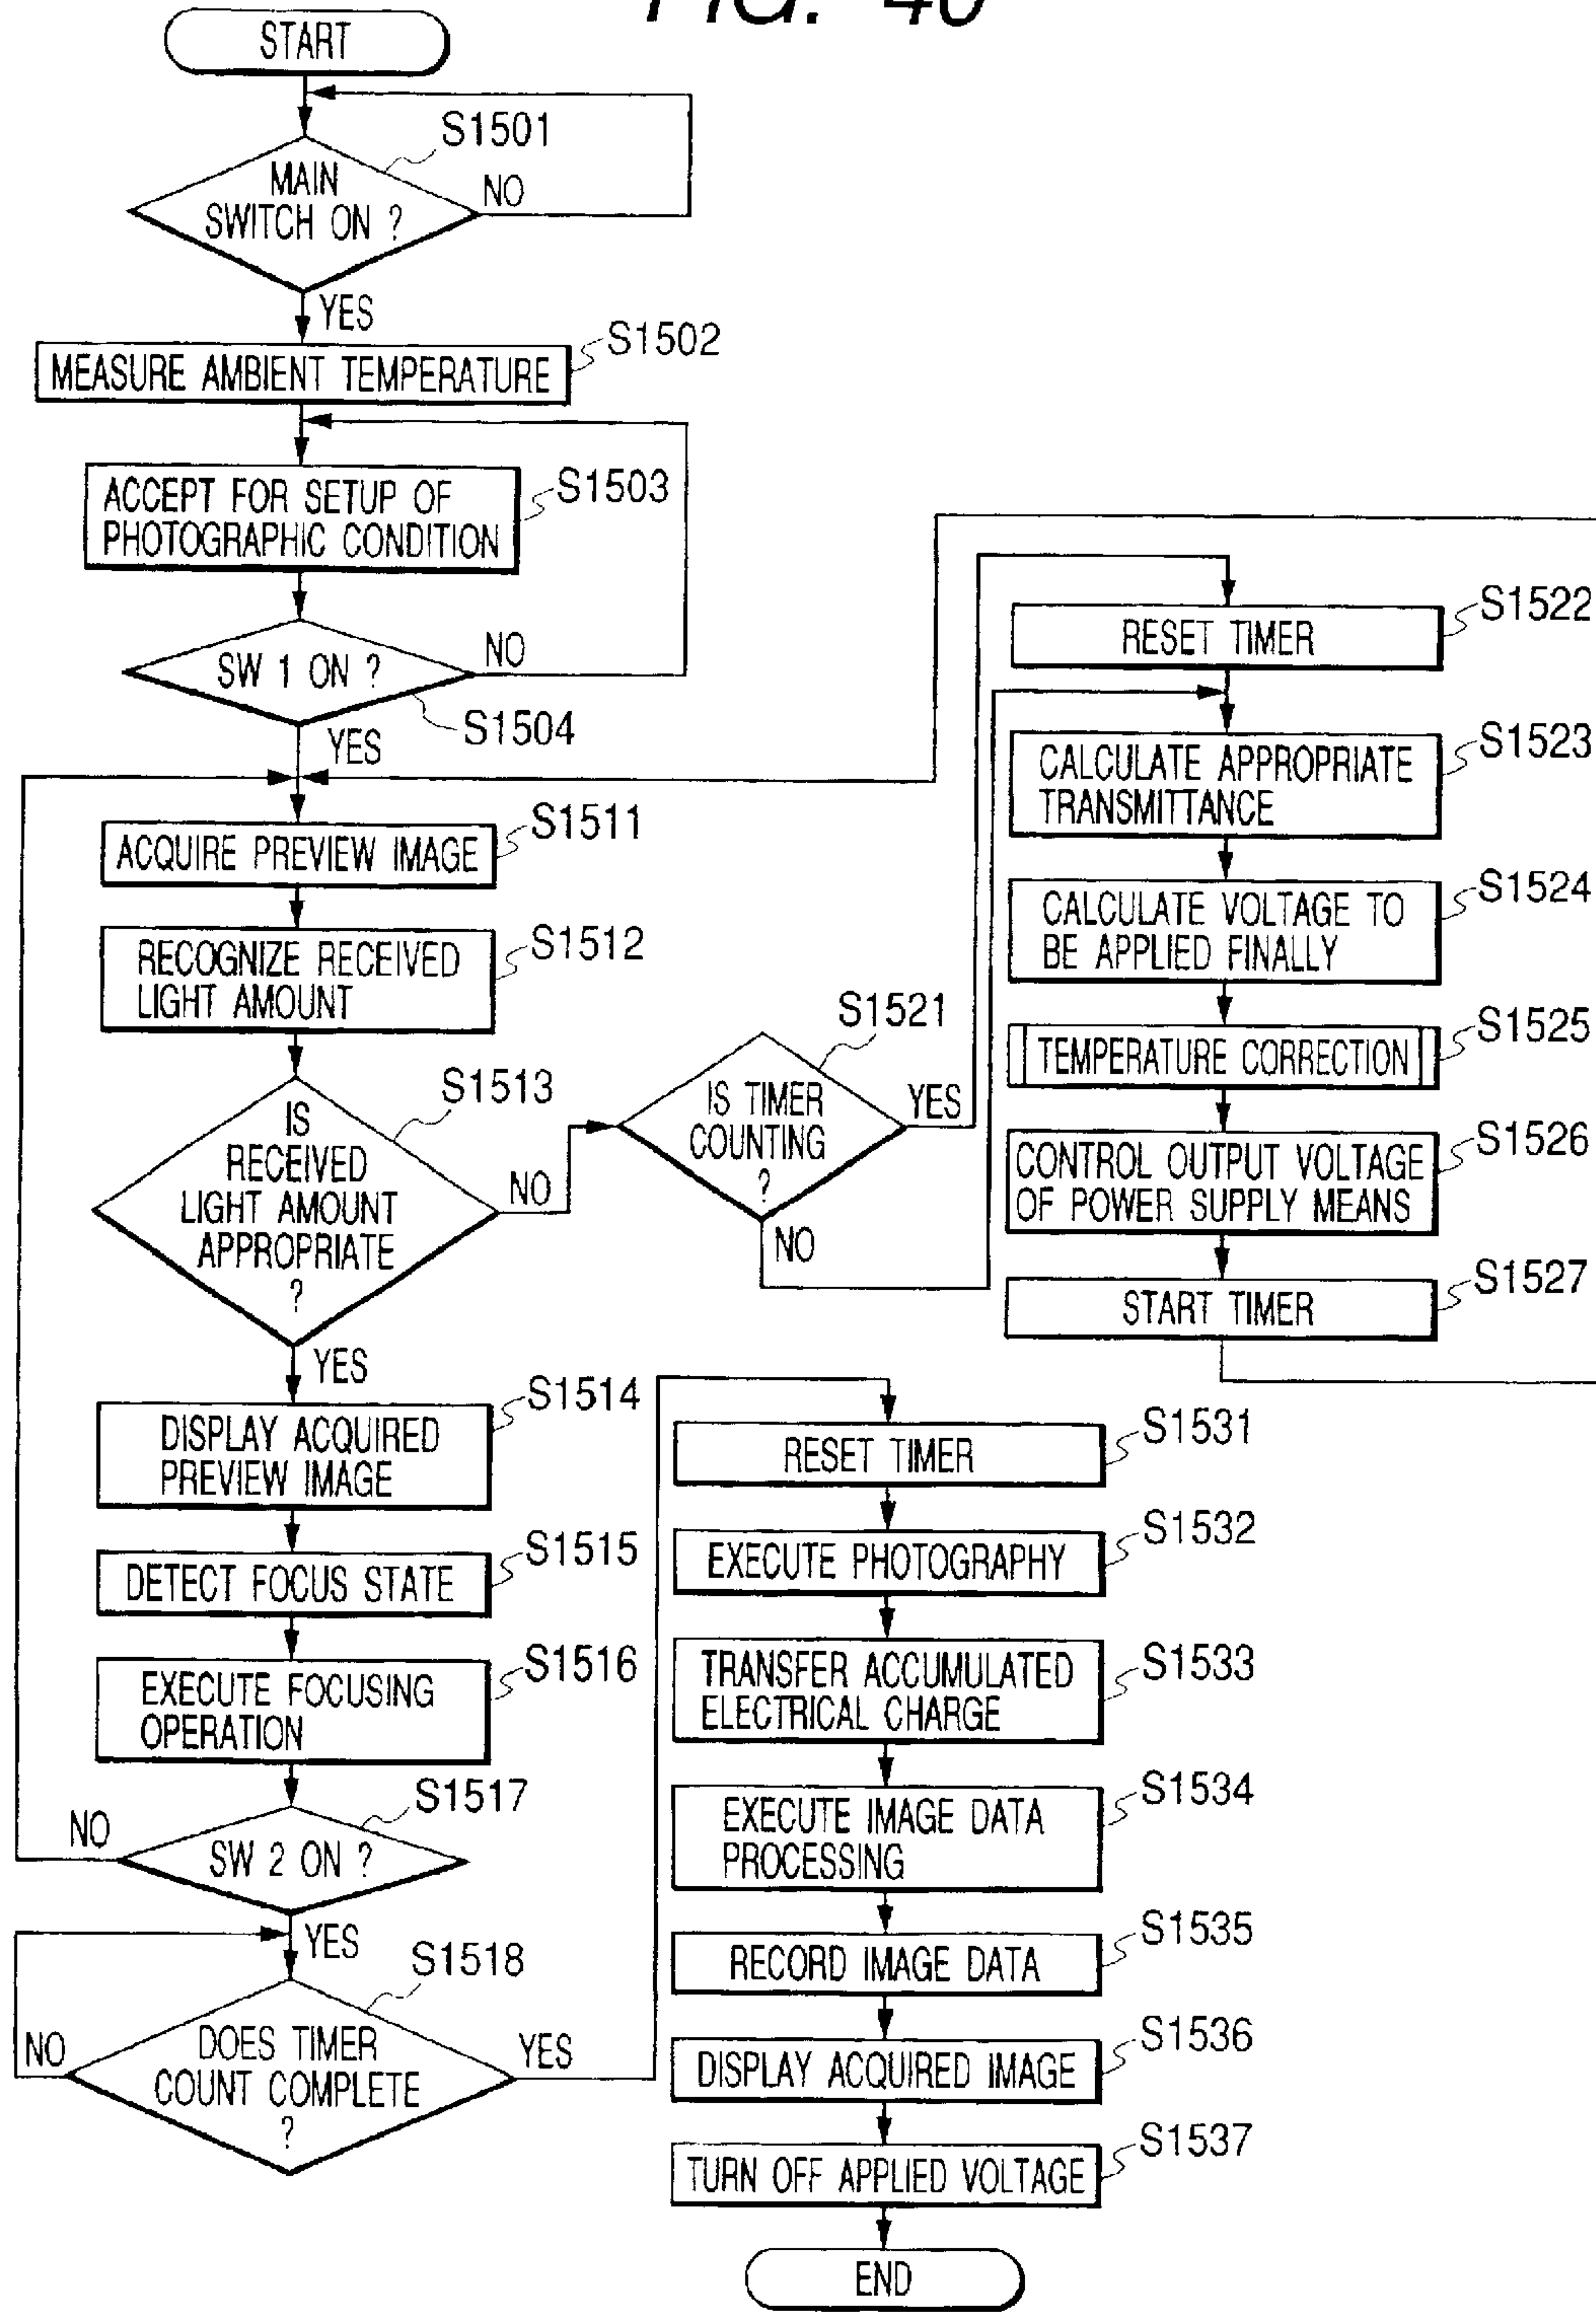 FIG. 40
START
S1501
MAIN
SWITCH ON ?
NO
YES
S1502
MEASURE AMBIENT TEMPERATURE
S1503
ACCEPT FOR SETUP OF
PHOTOGRAPHIC CONDITION
SW 1 ON ?
NO
S1504
YES
S1511
ACQUIRE PREVIEW IMAGE
S1512
RECOGNIZE RECEIVED
LIGHT AMOUNT
S1513
IS
RECEIVED
LIGHT AMOUNT
APPROPRIATE
?
NO
YES
S1514
DISPLAY ACQUIRED
PREVIEW IMAGE
S1515
DETECT FOCUS STATE
S1516
EXECUTE FOCUSING
OPERATION
S1517
NO
SW 2 ON ?
YES
S1518
NO
DOES TIMER
COUNT COMPLETE
?
YES
S1521
IS TIMER
COUNTING
?
YES
NO
S1522
RESET TIMER
S1523
CALCULATE APPROPRIATE
TRANSMITTANCE
S1524
CALCULATE VOLTAGE TO
BE APPLIED FINALLY
S1525
TEMPERATURE CORRECTION
S1526
CONTROL OUTPUT VOLTAGE
OF POWER SUPPLY MEANS
S1527
START TIMER
S1531
RESET TIMER
S1532
EXECUTE PHOTOGRAPHY
S1533
TRANSFER ACCUMULATED
ELECTRICAL CHARGE
S1534
EXECUTE IMAGE DATA
PROCESSING
S1535
RECORD IMAGE DATA
S1536
DISPLAY ACQUIRED IMAGE
S1537
TURN OFF APPLIED VOLTAGE
END